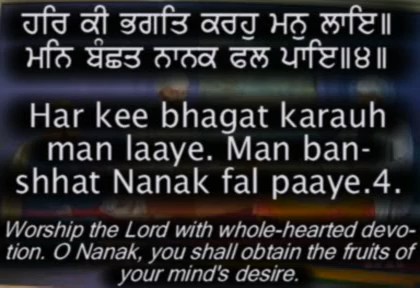 ਹਰਿ ਕੀ ਭਗਤਿ ਕਰਹੁ ਮਨੁ ਲਾਇ॥
ਮਨਿ ਬੰਛਤ ਨਾਨਕ ਫਲ ਪਾਇ॥੪॥
Har kee bhagat karauh
man laaye. Man ban-
shhat Nanak fal paaye.4.
Worship the Lord with whole-hearted devo-
tion. O Nanak, you shall obtain the fruits of
your mind's desire.